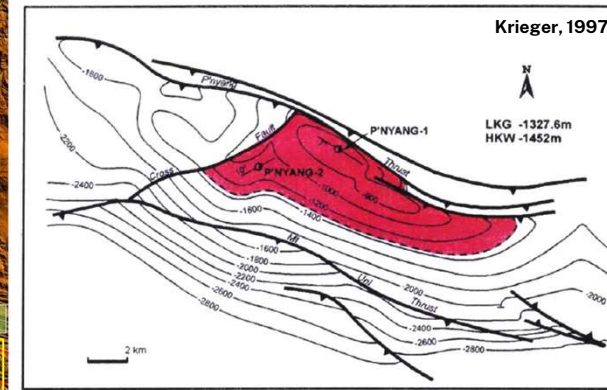 Krieger, 1997
N
LKG -1327.6m
HKW -1452m
P'nyang
Thrust
P'NYANG-1
Cross
Fault
P'NYANG-2
Mt
Ubi
Thrust
-1800
-2200
-2400
-800
-1000
-1200
-1400
-1600
-1600
-1800
-2000
-2200
-2400
-2600
-2800
-2000
-2000
-2400
-2600
-2800
2 km